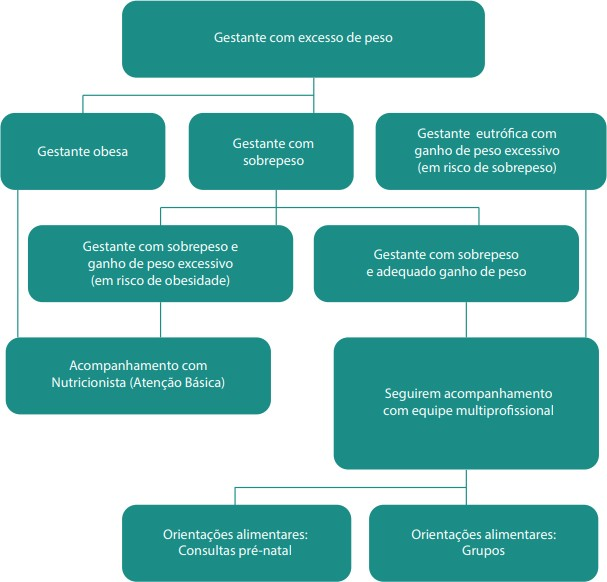 Gestante com excesso de peso
Gestante obesa
Gestante com
sobrepeso
Gestante eutrófica com
ganho de peso excessivo
(em risco de sobrepeso)
Gestante com sobrepeso e
ganho de peso excessivo
(em risco de obesidade)
Gestante com sobrepeso
e adequado ganho de peso
Acompanhamento com
Nutricionista (Atenção Básica)
Seguirem acompanhamento
com equipe multiprofissional
Orientações alimentares:
Consultas pré-natal
Orientações alimentares:
Grupos